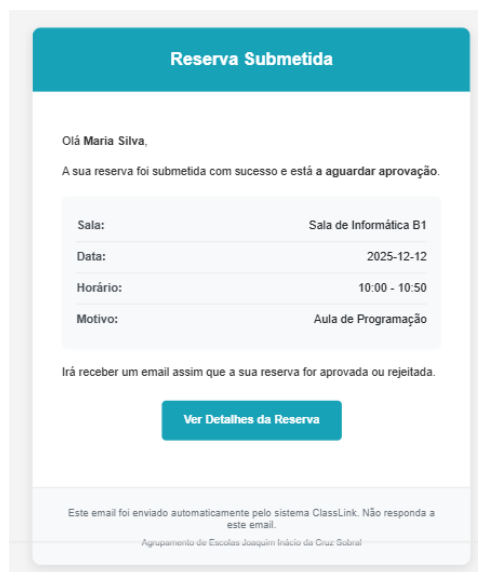 Reserva Submetida
Olá Maria Silva,
A sua reserva foi submetida com sucesso e está a aguardar aprovação.
Sala: Sala de Informática B1
Data: 2025-12-12
Horário: 10:00 - 10:50
Motivo: Aula de Programação
Irá receber um email assim que a sua reserva for aprovada ou rejeitada.
Ver Detalhes da Reserva
Este email foi enviado automaticamente pelo sistema ClassLink. Não responda a
este email.
Agrupamento de Escolas Joaquim Inácio da Cruz Sobral